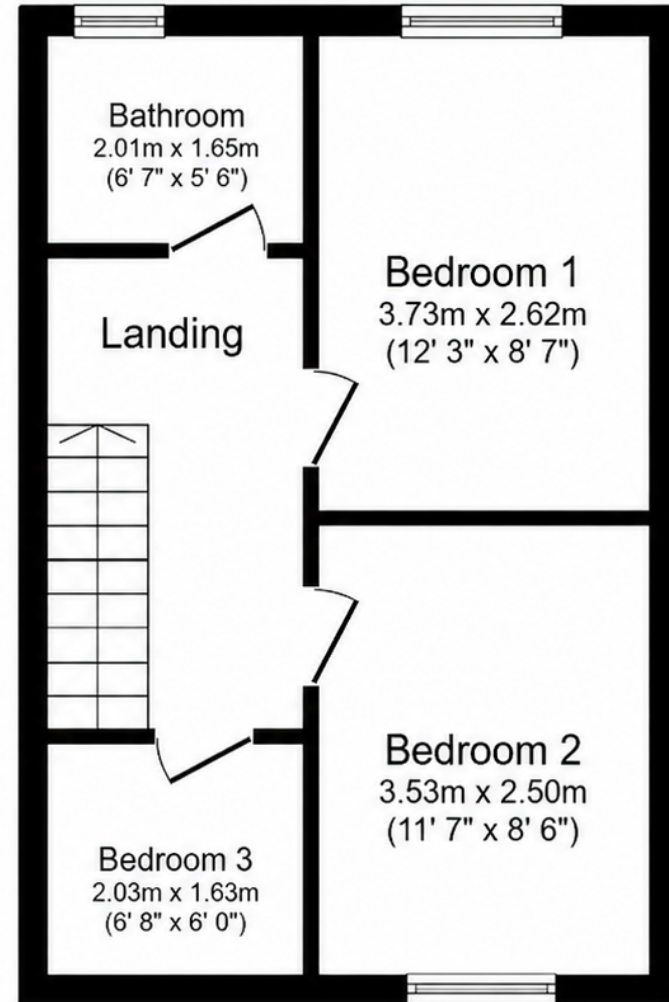 Bathroom
2.01m x 1.65m
(6' 7" x 5' 6")
Bedroom 1
3.73m x 2.62m
(12' 3" x 8' 7")
Landing
Bedroom 2
3.53m x 2.50m
(11' 7" x 8' 6")
Bedroom 3
2.03m x 1.63m
(6' 8" x 6' 0")